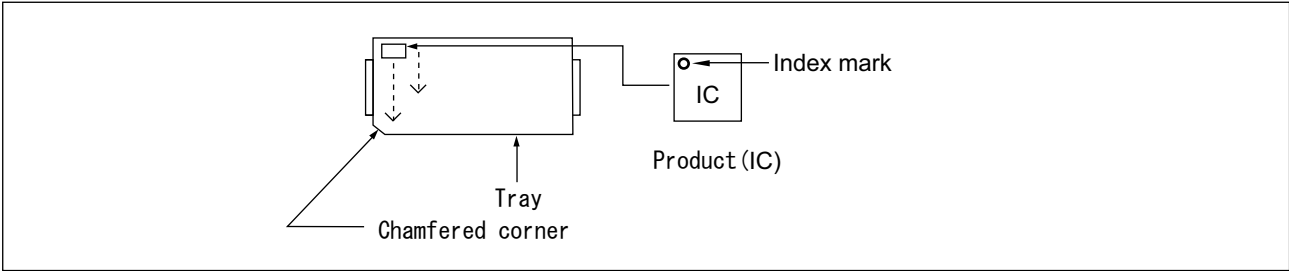 Index mark
IC
Product(IC)
Tray
Chamfered corner